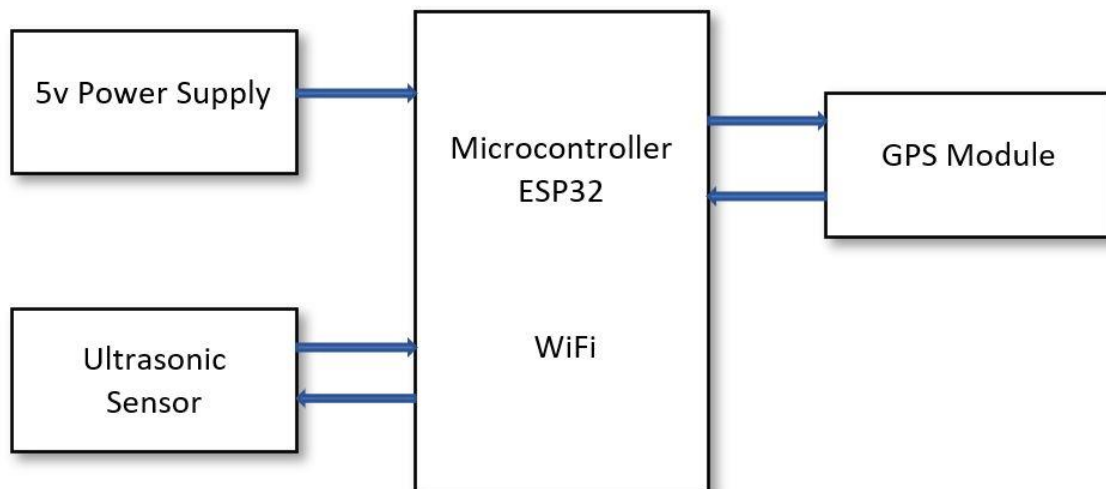 5v Power Supply
Microcontroller
ESP32
GPS Module
Ultrasonic
Sensor
WiFi